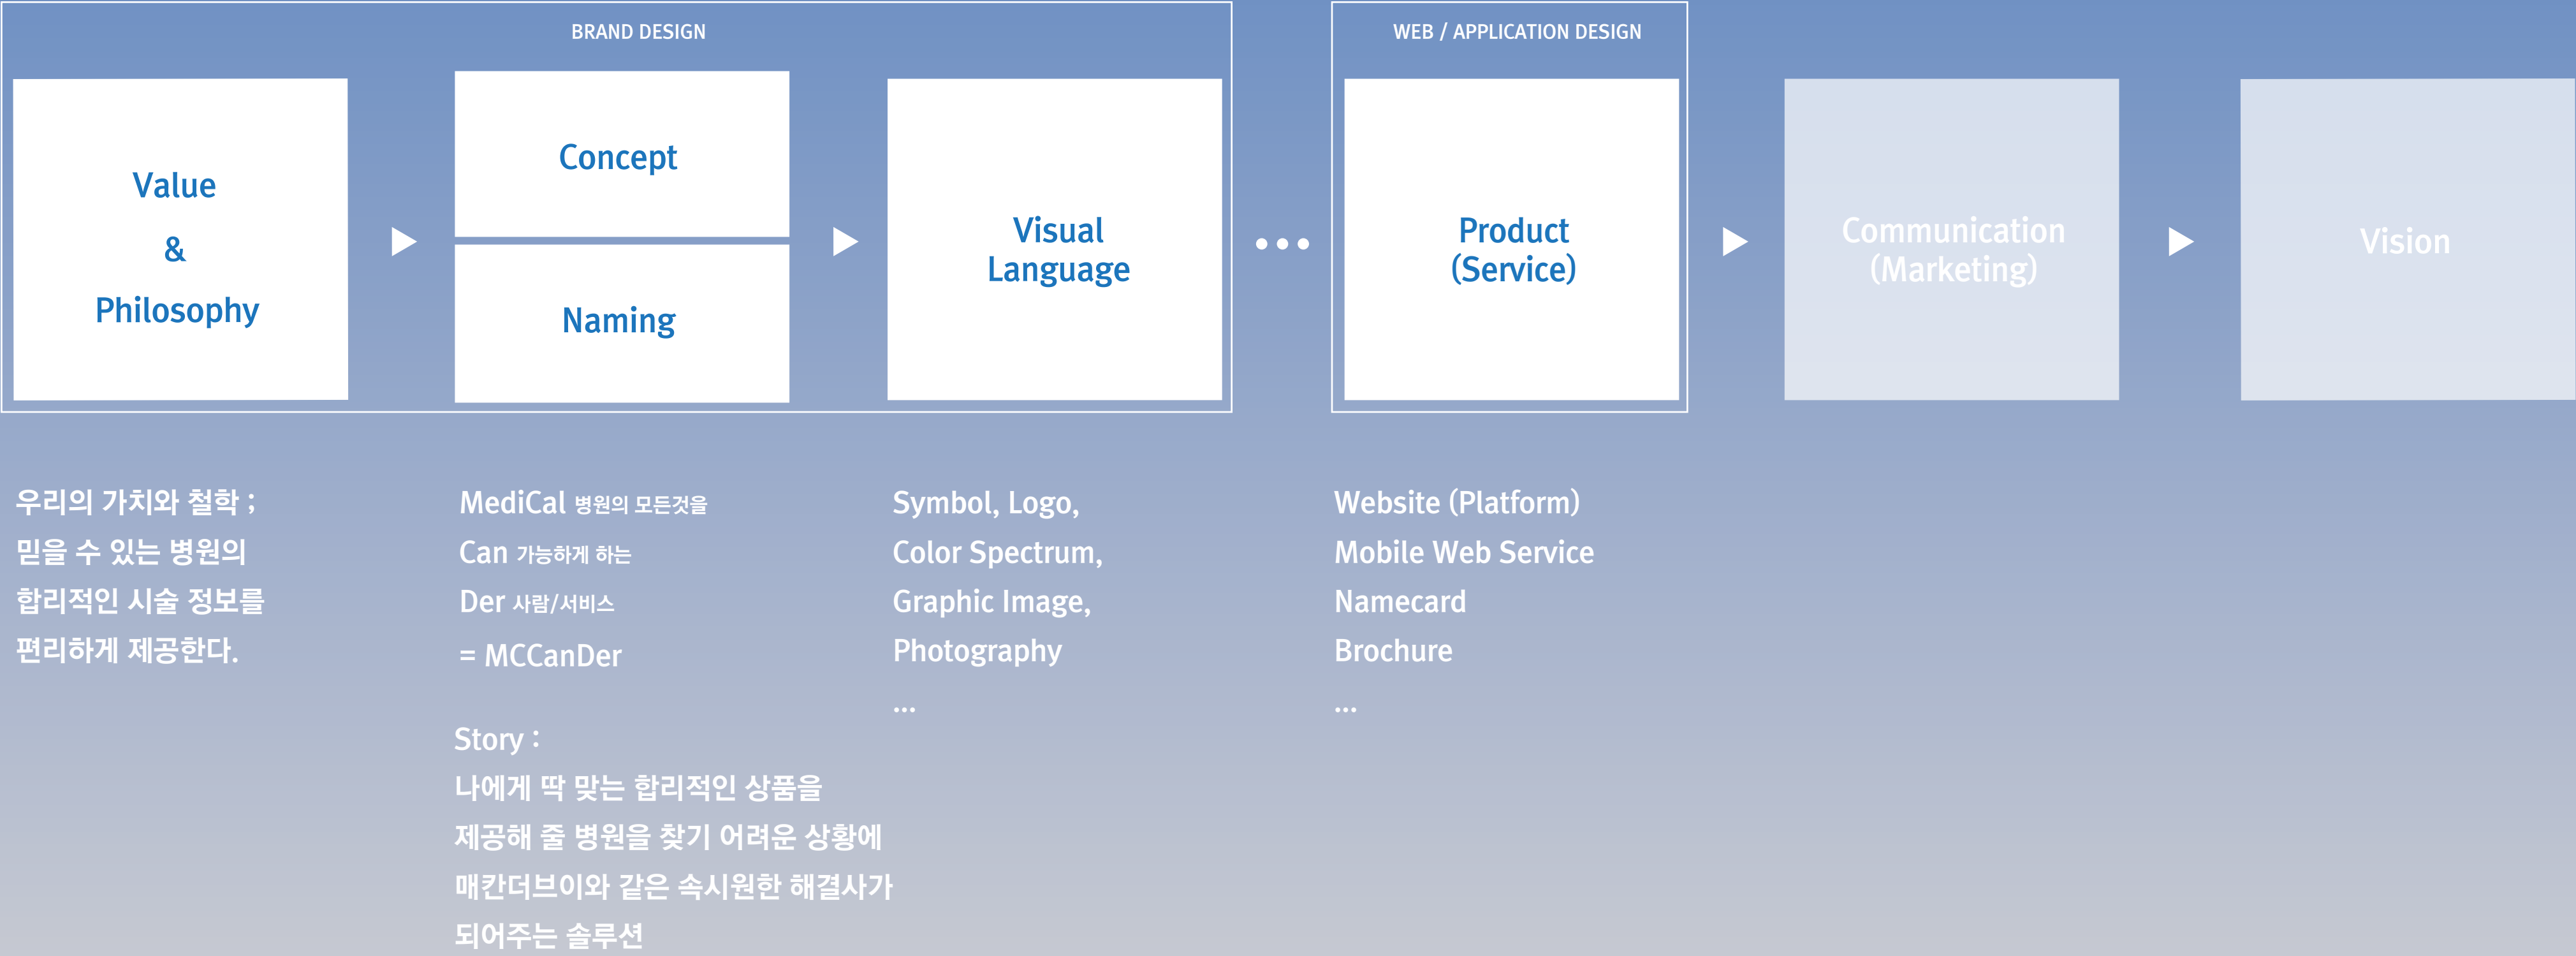 BRAND DESIGN
WEB / APPLICATION DESIGN
Value
&
Philosophy
Concept
Naming
Visual
Language
Product
(Service)
Communication
(Marketing)
Vision
우리의 가치와 철학 ;
믿을 수 있는 병원의
합리적인 시술 정보를
편리하게 제공한다.
MediCal 병원의 모든것을
Can 가능하게 하는
Der 사람/서비스
= MCCanDer
Story :
나에게 딱 맞는 합리적인 상품을
제공해 줄 병원을 찾기 어려운 상황에
매칸더브이와 같은 속시원한 해결사가
되어주는 솔루션
Symbol, Logo,
Color Spectrum,
Graphic Image,
Photography
...
Website (Platform)
Mobile Web Service
Namecard
Brochure
...